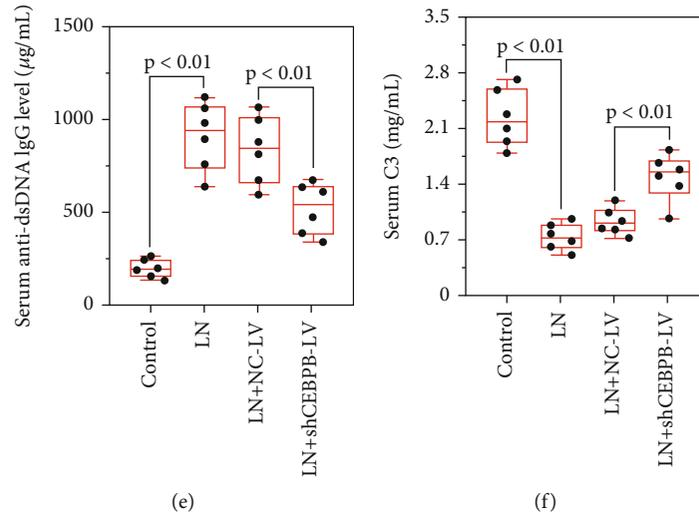 Serum anti-dsDNA IgG level (μg/mL)
1500
1000
500
0
p < 0.01
p < 0.01
Control
LN
LN+NC-LV
LN+shCEBPB-LV
(e)
Serum C3 (mg/mL)
3.5
2.8
2.1
1.4
0.7
0
p < 0.01
p < 0.01
Control
LN
LN+NC-LV
LN+shCEBPB-LV
(f)